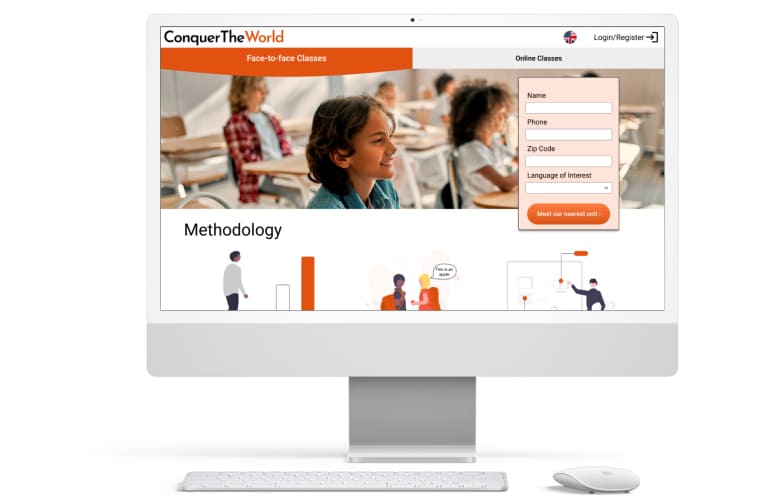 ConquerTheWorld
Login/Register
Face-to-face Classes
Online Classes
Name
Phone
Zip Code
Language of Interest
Meet our nearest unit ›
Methodology
This is an
apple